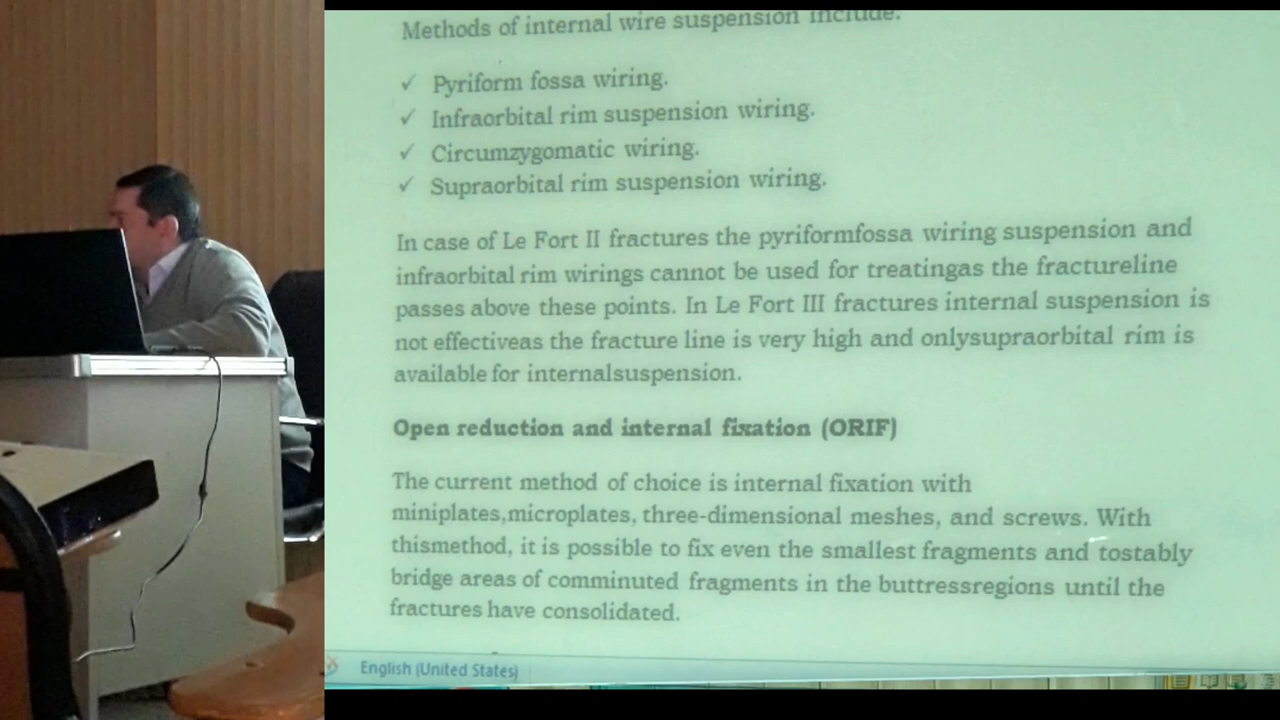 Methods of internal wire suspension include:
✓ Pyriform fossa wiring.
✓ Infraorbital rim suspension wiring.
✓ Circumzygomatic wiring.
✓ Supraorbital rim suspension wiring.
In case of Le Fort II fractures the pyriformfossa wiring suspension and
infraorbital rim wirings cannot be used for treatingas the fractureline
passes above these points. In Le Fort III fractures internal suspension is
not effectiveas the fracture line is very high and onlysupraorbital rim is
available for internalsuspension.
Open reduction and internal fixation (ORIF)
The current method of choice is internal fixation with
miniplates,microplates, three-dimensional meshes, and screws. With
thismethod, it is possible to fix even the smallest fragments and tostably
bridge areas of comminuted fragments in the buttressregions until the
fractures have consolidated.
English (United States)